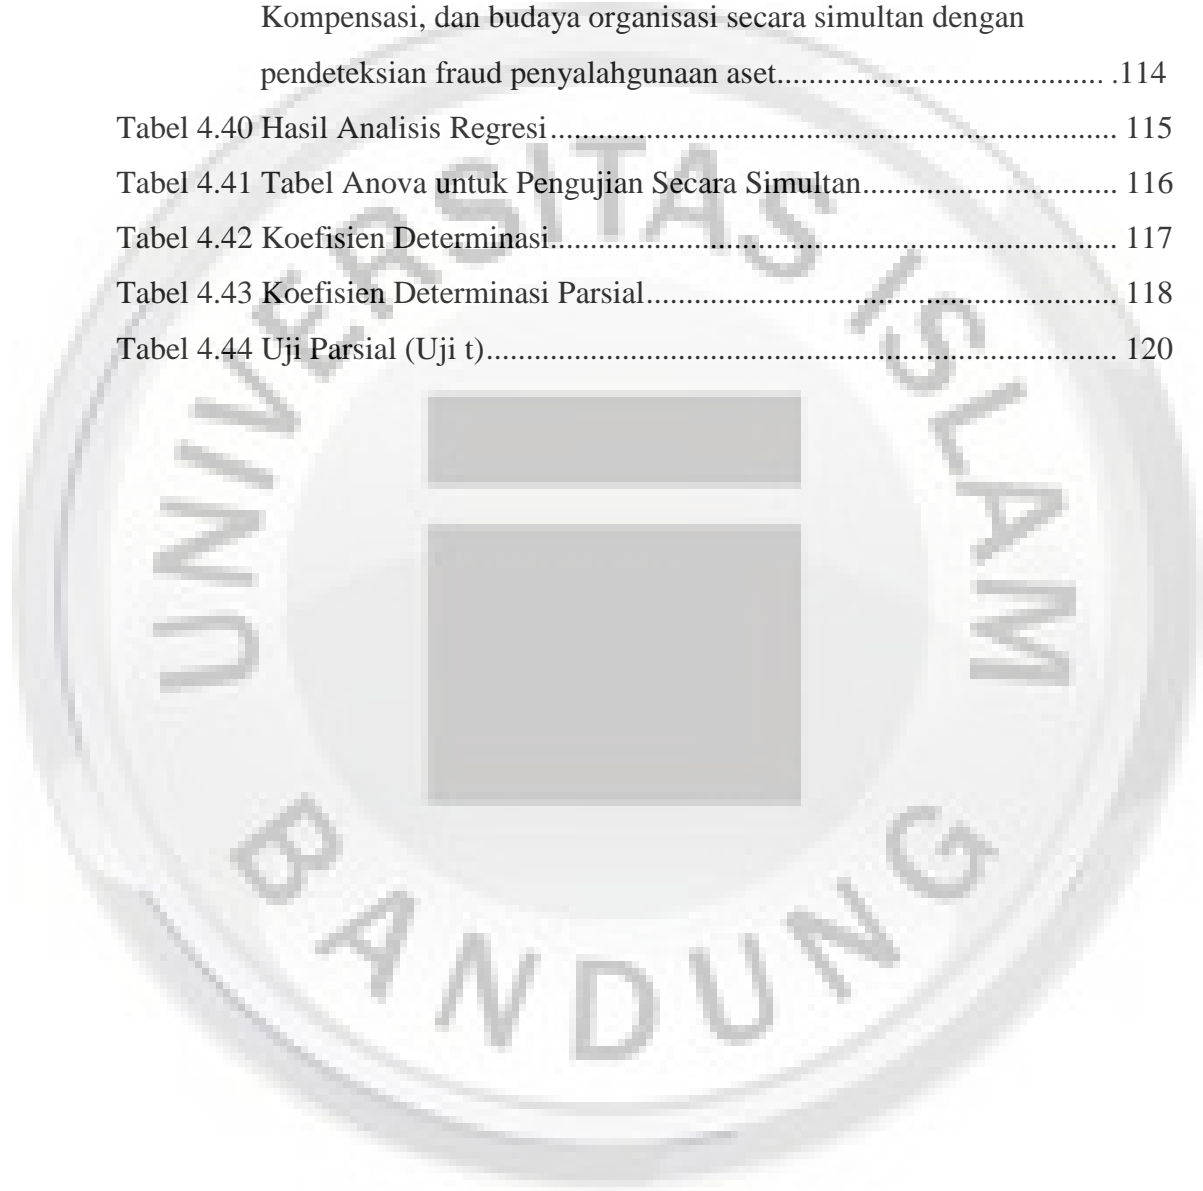 Kompensasi, dan budaya organisasi secara simultan dengan
pendeteksian fraud penyalahgunaan aset......................................... .114
Tabel 4.40 Hasil Analisis Regresi....................................................................... 115
Tabel 4.41 Tabel Anova untuk Pengujian Secara Simultan................................ 116
Tabel 4.42 Koefisien Determinasi....................................................................... 117
Tabel 4.43 Koefisien Determinasi Parsial........................................................... 118
Tabel 4.44 Uji Parsial (Uji t)............................................................................... 120
UNIVERSITAS ISLAM
BANDUNG